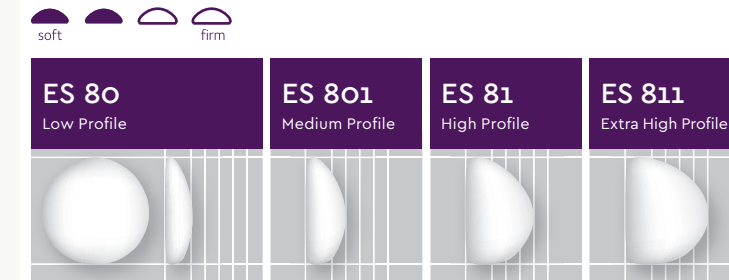 soft firm
ES 80
Low Profile
ES 801
Medium Profile
ES 81
High Profile
ES 811
Extra High Profile